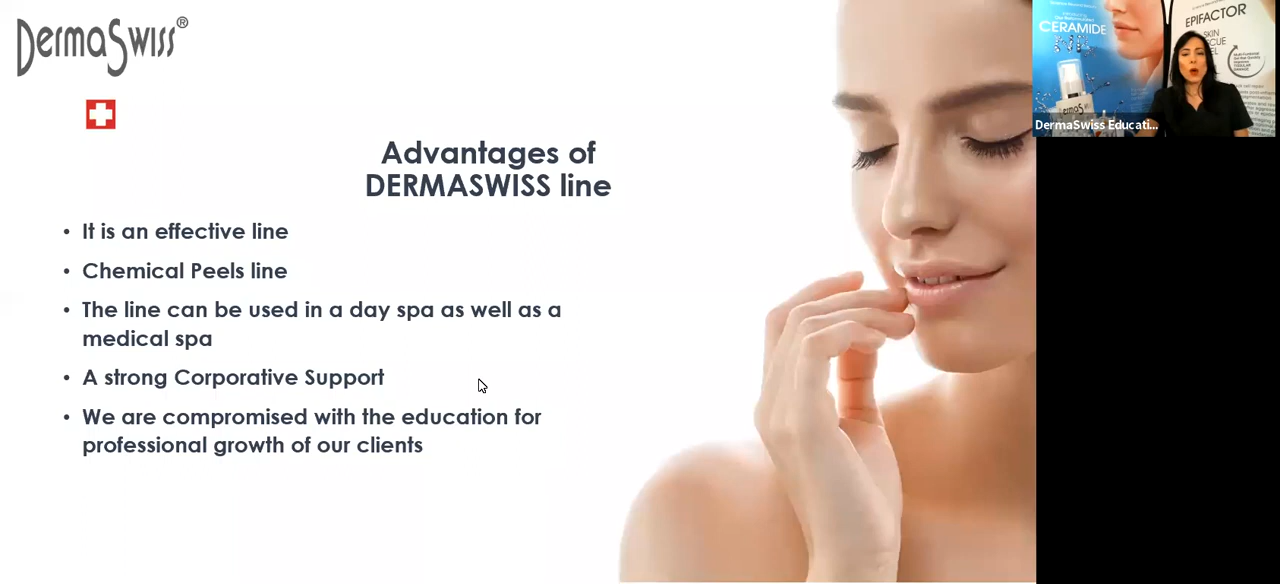 DermaSwiss®
Advantages of
DERMASWISS line
• It is an effective line
• Chemical Peels line
• The line can be used in a day spa as well as a
medical spa
• A strong Corporative Support
• We are compromised with the education for
professional growth of our clients
CERAMIDE
EPIFACTOR
SKIN
DermaSwiss Educati...